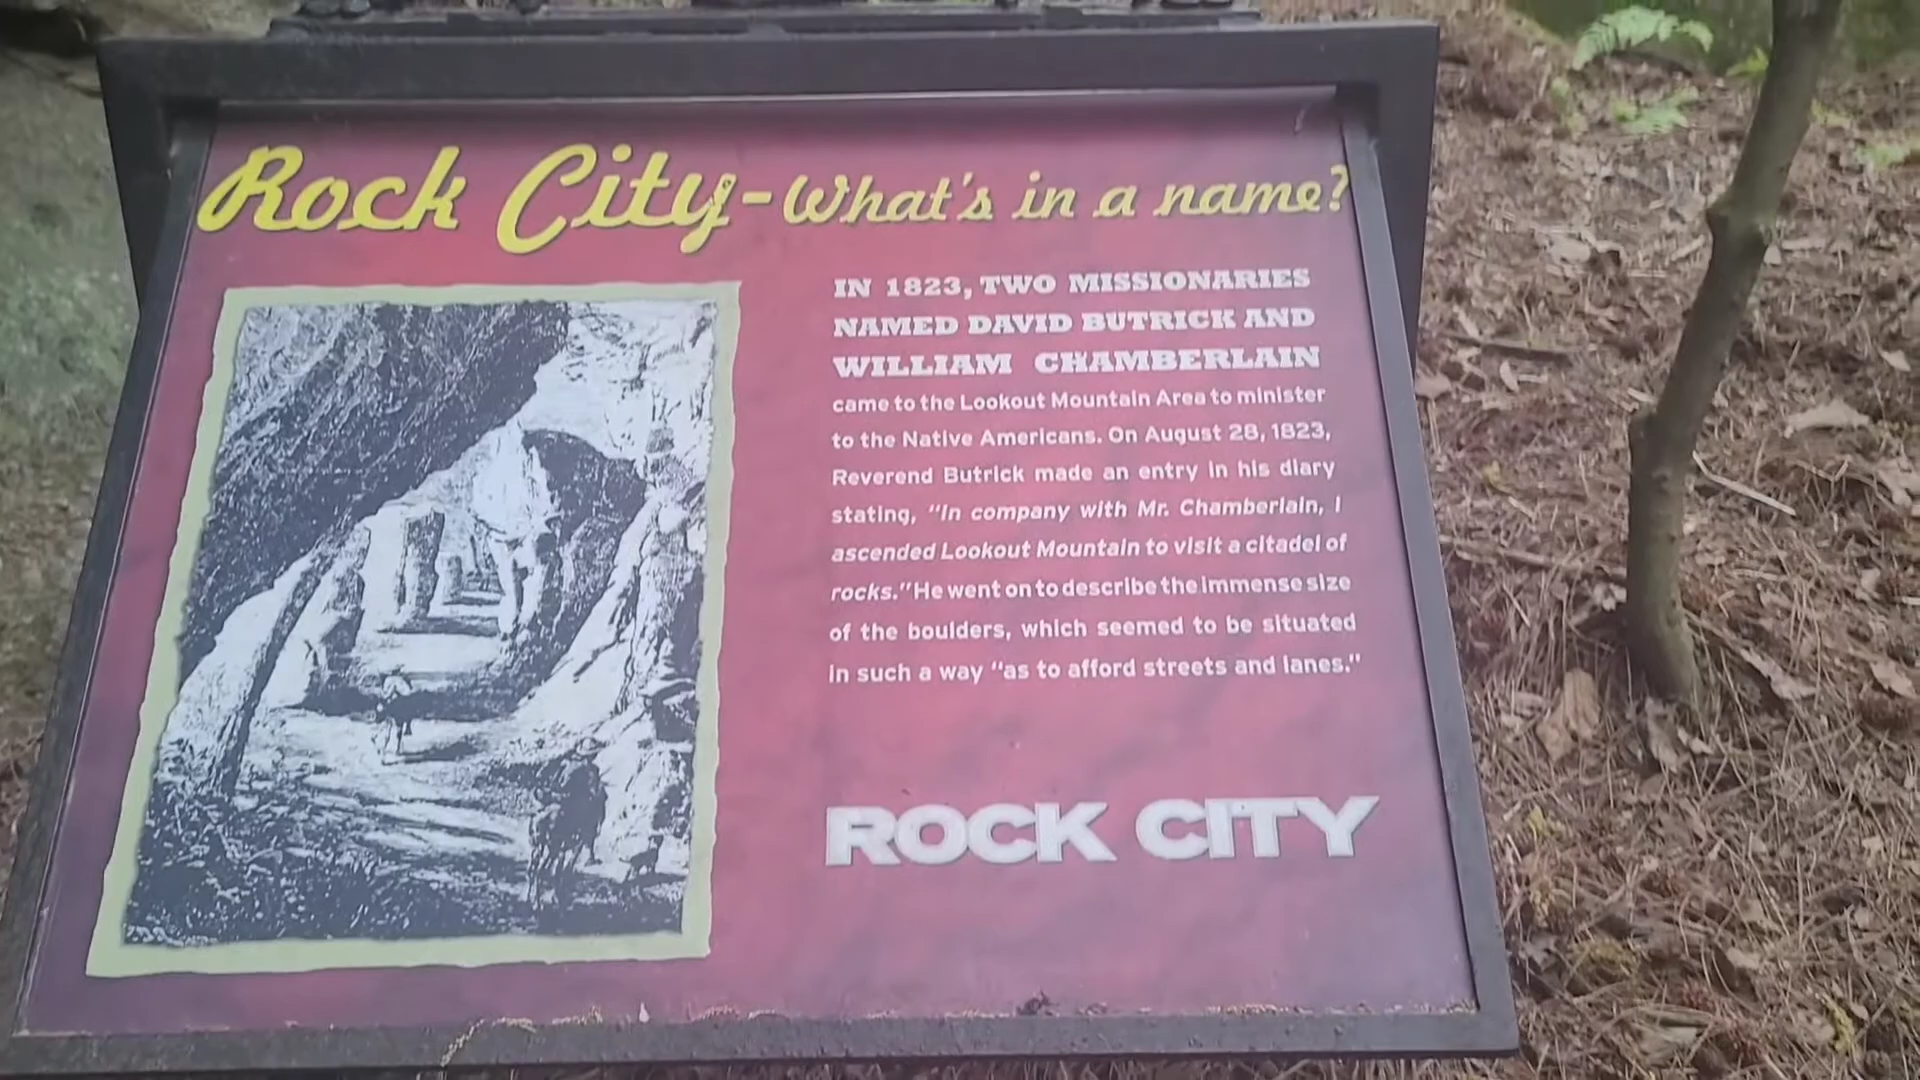 Rock City - What's in a name?
IN 1823, TWO MISSIONARIES
NAMED DAVID BUTRICK AND
WILLIAM CHAMBERLAIN
came to the Lookout Mountain Area to minister
to the Native Americans. On August 28, 1823,
Reverend Butrick made an entry in his diary
stating, "In company with Mr. Chamberlain, I
ascended Lookout Mountain to visit a citadel of
rocks." He went on to describe the immense size
of the boulders, which seemed to be situated
in such a way "as to afford streets and lanes."
ROCK CITY